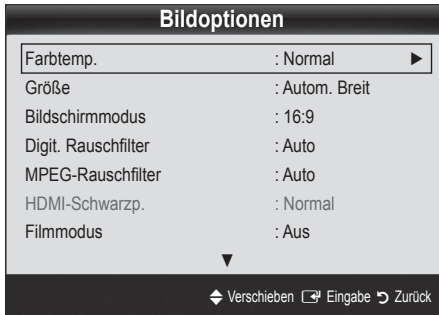 Bildoptionen
Farbtemp. : Normal ►
Größe : Autom. Breit
Bildschirmmodus : 16:9
Digit. Rauschfilter : Auto
MPEG-Rauschfilter : Auto
HDMI-Schwarzp. : Normal
Filmmodus : Aus
▼
Verschieben Eingabe Zurück